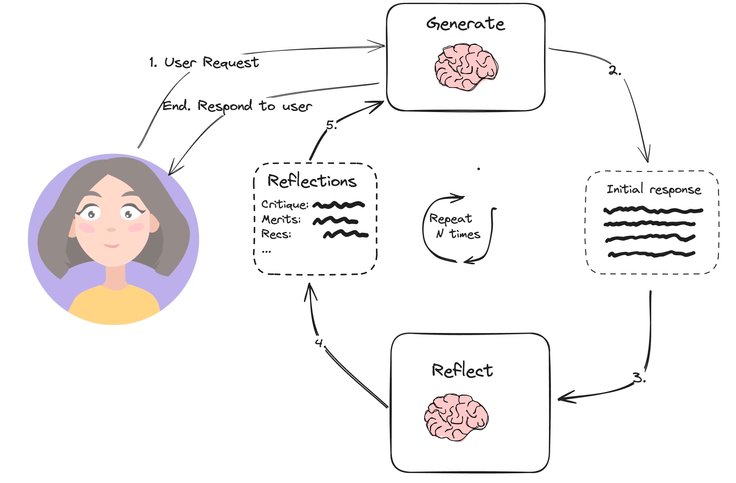 Generate
1. User Request
2.
End. Respond to user
5.
Reflections
Critique:
Merits:
Recs:
...
Initial response
Repeat
N times
4.
Reflect
3.